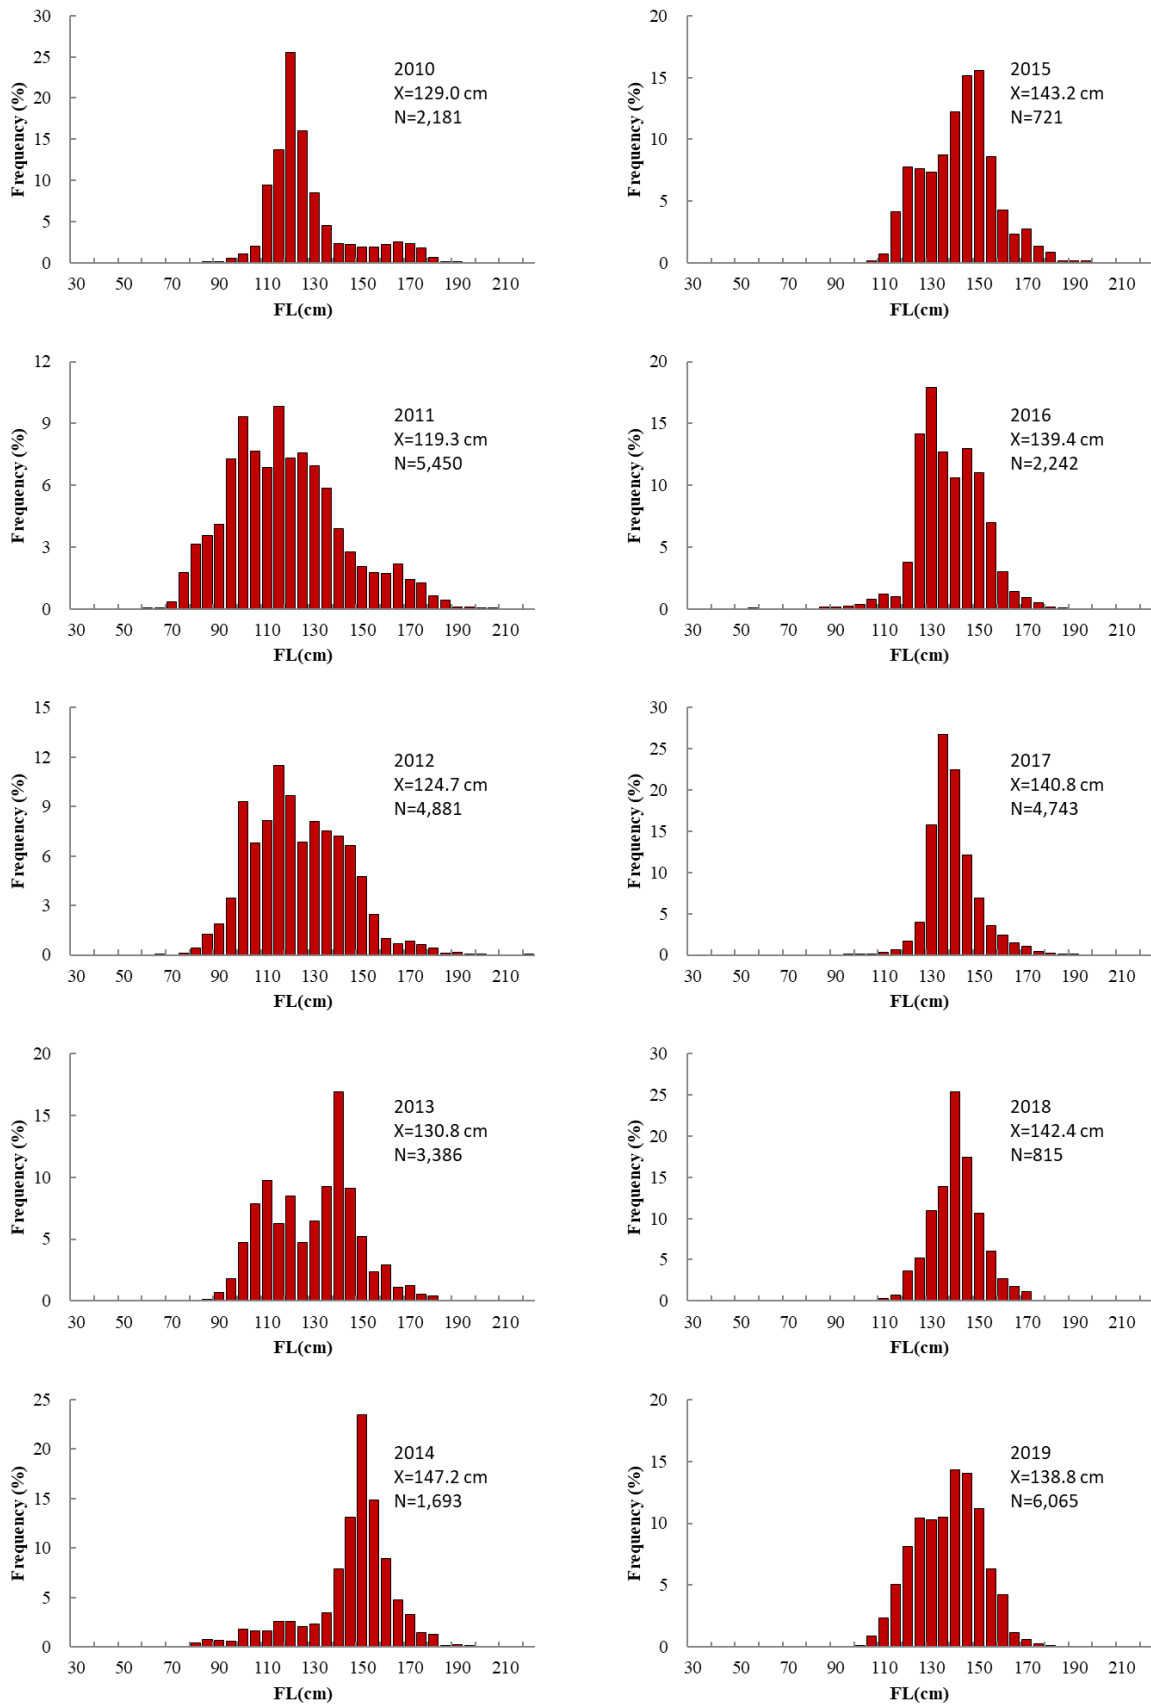 30
25
20
15
10
5
0
Frequency (%)
2010
X=129.0 cm
N=2,181
30 50 70 90 110 130 150 170 190 210
FL(cm)
20
15
10
5
0
Frequency (%)
2015
X=143.2 cm
N=721
30 50 70 90 110 130 150 170 190 210
FL(cm)
12
9
6
3
0
Frequency (%)
2011
X=119.3 cm
N=5,450
30 50 70 90 110 130 150 170 190 210
FL(cm)
20
15
10
5
0
Frequency (%)
2016
X=139.4 cm
N=2,242
30 50 70 90 110 130 150 170 190 210
FL(cm)
15
12
9
6
3
0
Frequency (%)
2012
X=124.7 cm
N=4,881
30 50 70 90 110 130 150 170 190 210
FL(cm)
30
25
20
15
10
5
0
Frequency (%)
2017
X=140.8 cm
N=4,743
30 50 70 90 110 130 150 170 190 210
FL(cm)
20
15
10
5
0
Frequency (%)
2013
X=130.8 cm
N=3,386
30 50 70 90 110 130 150 170 190 210
FL(cm)
30
25
20
15
10
5
0
Frequency (%)
2018
X=142.4 cm
N=815
30 50 70 90 110 130 150 170 190 210
FL(cm)
25
20
15
10
5
0
Frequency (%)
2014
X=147.2 cm
N=1,693
30 50 70 90 110 130 150 170 190 210
FL(cm)
20
15
10
5
0
Frequency (%)
2019
X=138.8 cm
N=6,065
30 50 70 90 110 130 150 170 190 210
FL(cm)